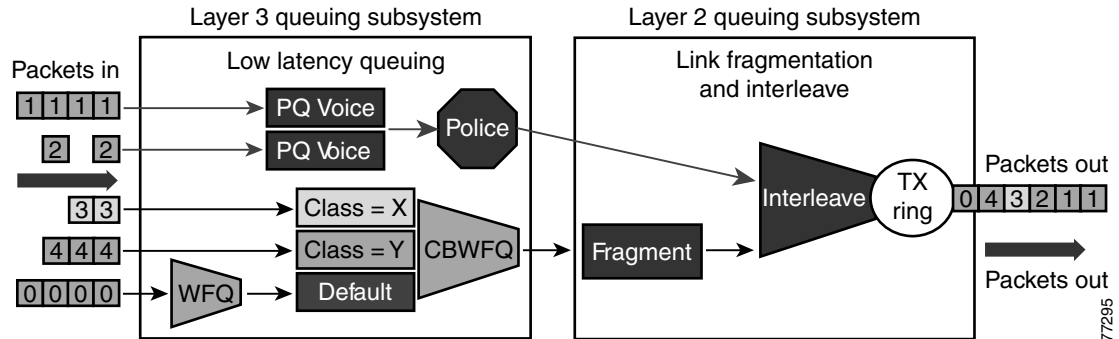 Layer 3 queuing subsystem
Layer 2 queuing subsystem
Packets in
Low latency queuing
Link fragmentation
and interleave
1 1 1 1
PQ Voice
2 2
PQ Voice
Police
3 3
Class = X
4 4 4
Class = Y
CBWFQ
0 0 0 0
WFQ
Default
Fragment
Interleave
TX
ring
Packets out
0 4 3 2 1 1
Packets out
77295